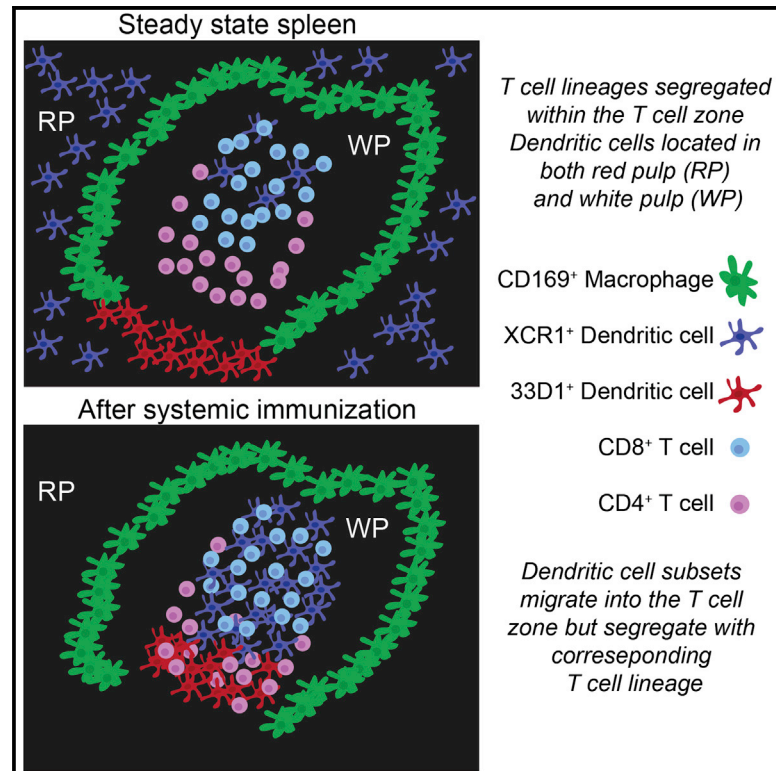 Steady state spleen
RP
WP
T cell lineages segregated
within the T cell zone
Dendritic cells located in
both red pulp (RP)
and white pulp (WP)
CD169⁺ Macrophage
XCR1⁺ Dendritic cell
33D1⁺ Dendritic cell
CD8⁺ T cell
CD4⁺ T cell
After systemic immunization
RP
WP
Dendritic cell subsets
migrate into the T cell
zone but segregate with
correseponding
T cell lineage